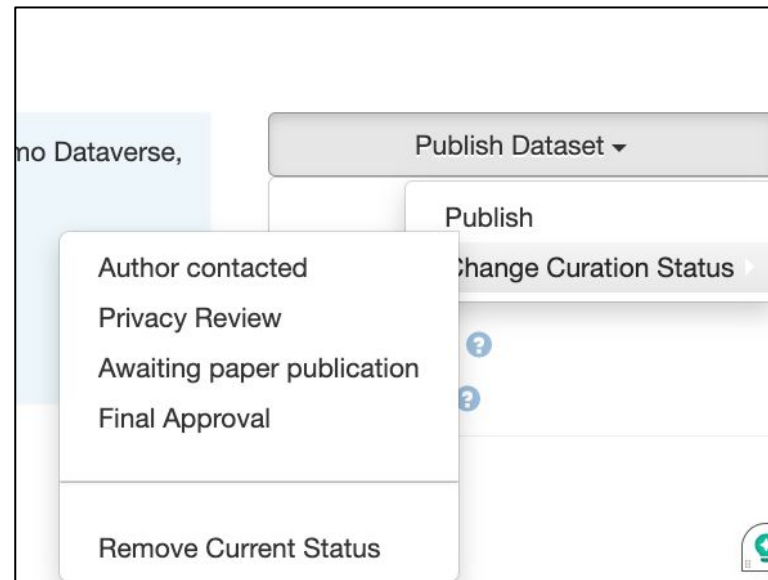 mo Dataverse,
Publish Dataset
Publish
Change Curation Status
Author contacted
Privacy Review
Awaiting paper publication
Final Approval
Remove Current Status